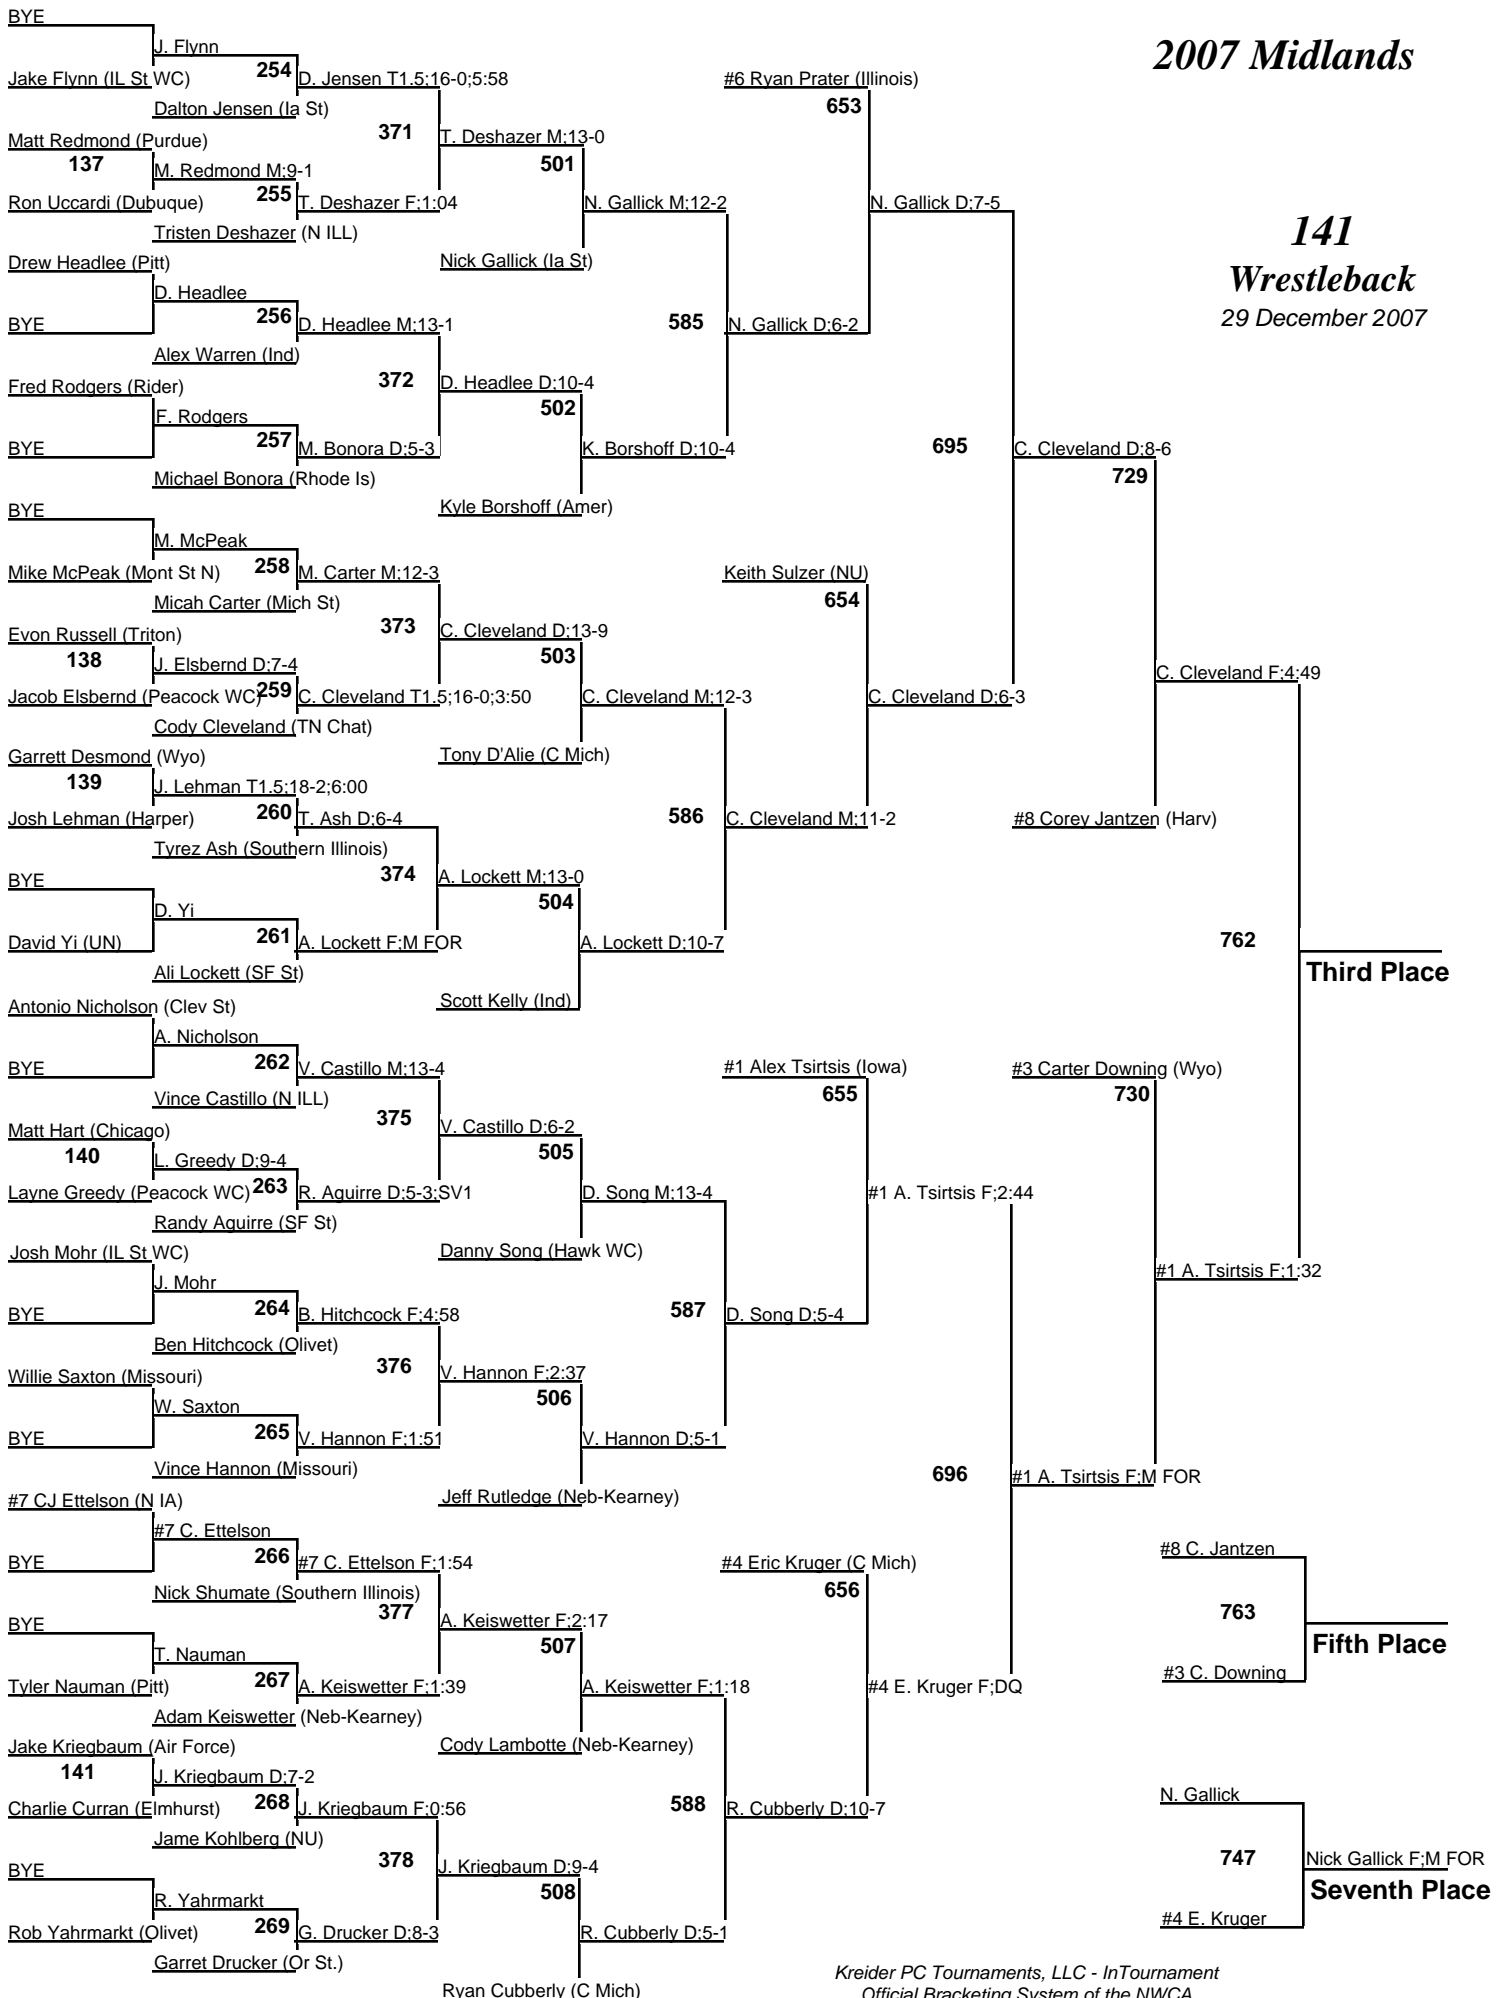 2007 Midlands
141
Wrestleback
29 December 2007
BYE
J. Flynn
Jake Flynn (IL St WC)
254
D. Jensen T1.5;16-0;5:58
Dalton Jensen (Ia St)
371
T. Deshazer M;13-0
Matt Redmond (Purdue)
137
M. Redmond M;9-1
Ron Uccardi (Dubuque)
255
T. Deshazer F;1:04
Tristen Deshazer (N ILL)
501
N. Gallick M;12-2
Nick Gallick (Ia St)
Drew Headlee (Pitt)
D. Headlee
BYE
256
D. Headlee M;13-1
Alex Warren (Ind)
372
D. Headlee D;10-4
Fred Rodgers (Rider)
F. Rodgers
BYE
257
M. Bonora D;5-3
Michael Bonora (Rhode Is)
502
K. Borshoff D;10-4
Kyle Borshoff (Amer)
585
N. Gallick D;6-2
#6 Ryan Prater (Illinois)
653
N. Gallick D;7-5
BYE
M. McPeak
Mike McPeak (Mont St N)
258
M. Carter M;12-3
Micah Carter (Mich St)
373
C. Cleveland D;13-9
Evon Russell (Triton)
138
J. Elsbernd D;7-4
Jacob Elsbernd (Peacock WC)
259
C. Cleveland T1.5;16-0;3:50
Cody Cleveland (TN Chat)
503
C. Cleveland M;12-3
Tony D'Alie (C Mich)
Garrett Desmond (Wyo)
139
J. Lehman T1.5;18-2;6:00
Josh Lehman (Harper)
260
T. Ash D;6-4
Tyrez Ash (Southern Illinois)
374
A. Lockett M;13-0
BYE
D. Yi
David Yi (UN)
261
A. Lockett F;M FOR
Ali Lockett (SF St)
504
A. Lockett D;10-7
Scott Kelly (Ind)
586
C. Cleveland M;11-2
Keith Sulzer (NU)
654
C. Cleveland D;6-3
695
C. Cleveland D;8-6
729
#8 Corey Jantzen (Harv)
C. Cleveland F;4:49
762
Third Place
Antonio Nicholson (Clev St)
A. Nicholson
BYE
262
V. Castillo M;13-4
Vince Castillo (N ILL)
375
V. Castillo D;6-2
Matt Hart (Chicago)
140
L. Greedy D;9-4
Layne Greedy (Peacock WC)
263
R. Aguirre D;5-3;SV1
Randy Aguirre (SF St)
505
D. Song M;13-4
Danny Song (Hawk WC)
Josh Mohr (IL St WC)
J. Mohr
BYE
264
B. Hitchcock F;4:58
Ben Hitchcock (Olivet)
376
V. Hannon F;2:37
Willie Saxton (Missouri)
W. Saxton
BYE
265
V. Hannon F;1:51
Vince Hannon (Missouri)
506
V. Hannon D;5-1
Jeff Rutledge (Neb-Kearney)
587
D. Song D;5-4
#1 Alex Tsirtsis (Iowa)
655
#1 A. Tsirtsis F;2:44
#3 Carter Downing (Wyo)
730
#1 A. Tsirtsis F;1:32
#7 CJ Ettelson (N IA)
#7 C. Ettelson
BYE
266
#7 C. Ettelson F;1:54
Nick Shumate (Southern Illinois)
377
A. Keiswetter F;2:17
BYE
T. Nauman
Tyler Nauman (Pitt)
267
A. Keiswetter F;1:39
Adam Keiswetter (Neb-Kearney)
507
A. Keiswetter F;1:18
Cody Lambotte (Neb-Kearney)
Jake Kriegbaum (Air Force)
141
J. Kriegbaum D;7-2
Charlie Curran (Elmhurst)
268
J. Kriegbaum F;0:56
Jame Kohlberg (NU)
378
J. Kriegbaum D;9-4
BYE
R. Yahrmarkt
Rob Yahrmarkt (Olivet)
269
G. Drucker D;8-3
Garret Drucker (Or St.)
508
R. Cubberly D;5-1
Ryan Cubberly (C Mich)
588
R. Cubberly D;10-7
#4 Eric Kruger (C Mich)
656
#4 E. Kruger F;DQ
696
#1 A. Tsirtsis F;M FOR
#8 C. Jantzen
763
Fifth Place
#3 C. Downing
N. Gallick
747
Nick Gallick F;M FOR
Seventh Place
#4 E. Kruger
Kreider PC Tournaments, LLC - InTournament
Official Bracketing System of the NWCA